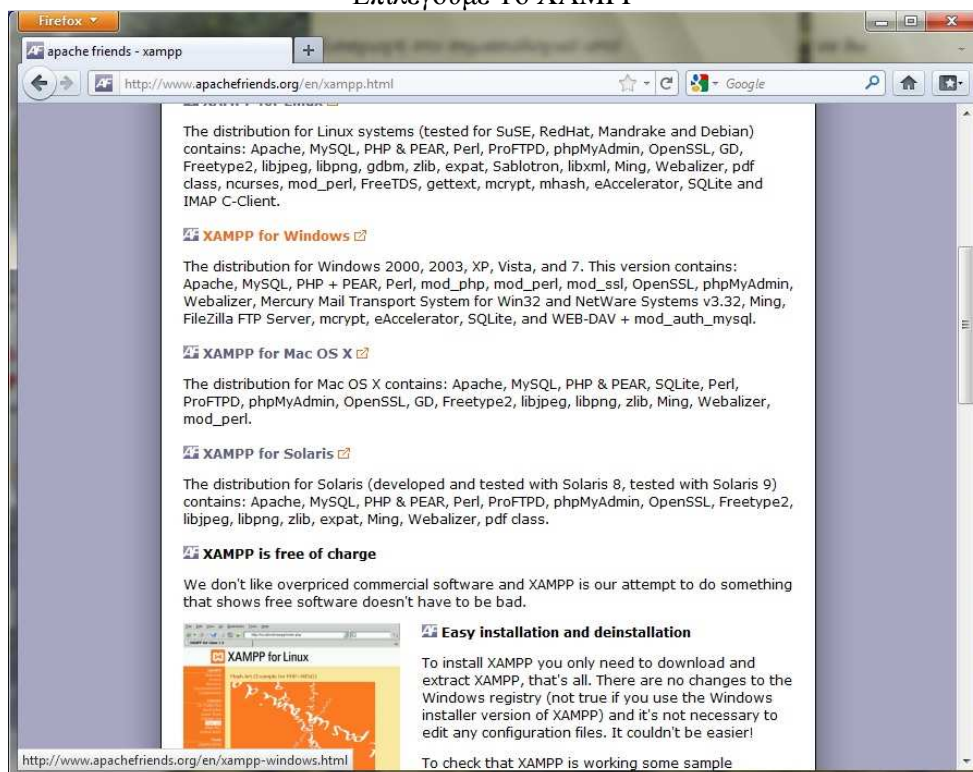 Επιλέγουμε Το XAMPP
Firefox
apache friends - xampp
http://www.apachefriends.org/en/xampp.html
Google
The distribution for Linux systems (tested for SuSE, RedHat, Mandrake and Debian)
contains: Apache, MySQL, PHP & PEAR, Perl, ProFTPD, phpMyAdmin, OpenSSL, GD,
Freetype2, libjpeg, libpng, gdbm, zlib, expat, Sablotron, libxml, Ming, Webalizer, pdf
class, ncurses, mod_perl, FreeTDS, gettext, mcrypt, mhash, eAccelerator, SQLite and
IMAP C-Client.
XAMPP for Windows
The distribution for Windows 2000, 2003, XP, Vista, and 7. This version contains:
Apache, MySQL, PHP + PEAR, Perl, mod_php, mod_perl, mod_ssl, OpenSSL, phpMyAdmin,
Webalizer, Mercury Mail Transport System for Win32 and NetWare Systems v3.32, Ming,
FileZilla FTP Server, mcrypt, eAccelerator, SQLite, and WEB-DAV + mod_auth_mysql.
XAMPP for Mac OS X
The distribution for Mac OS X contains: Apache, MySQL, PHP & PEAR, SQLite, Perl,
ProFTPD, phpMyAdmin, OpenSSL, GD, Freetype2, libjpeg, libpng, zlib, Ming, Webalizer,
mod_perl.
XAMPP for Solaris
The distribution for Solaris (developed and tested with Solaris 8, tested with Solaris 9)
contains: Apache, MySQL, PHP & PEAR, Perl, ProFTPD, phpMyAdmin, OpenSSL, Freetype2,
libjpeg, libpng, zlib, expat, Ming, Webalizer, pdf class.
XAMPP is free of charge
We don't like overpriced commercial software and XAMPP is our attempt to do something
that shows free software doesn't have to be bad.
XAMPP for Linux
Easy installation and deinstallation
To install XAMPP you only need to download and
extract XAMPP, that's all. There are no changes to the
Windows registry (not true if you use the Windows
installer version of XAMPP) and it's not necessary to
edit any configuration files. It couldn't be easier!
To check that XAMPP is working some sample
http://www.apachefriends.org/en/xampp-windows.html